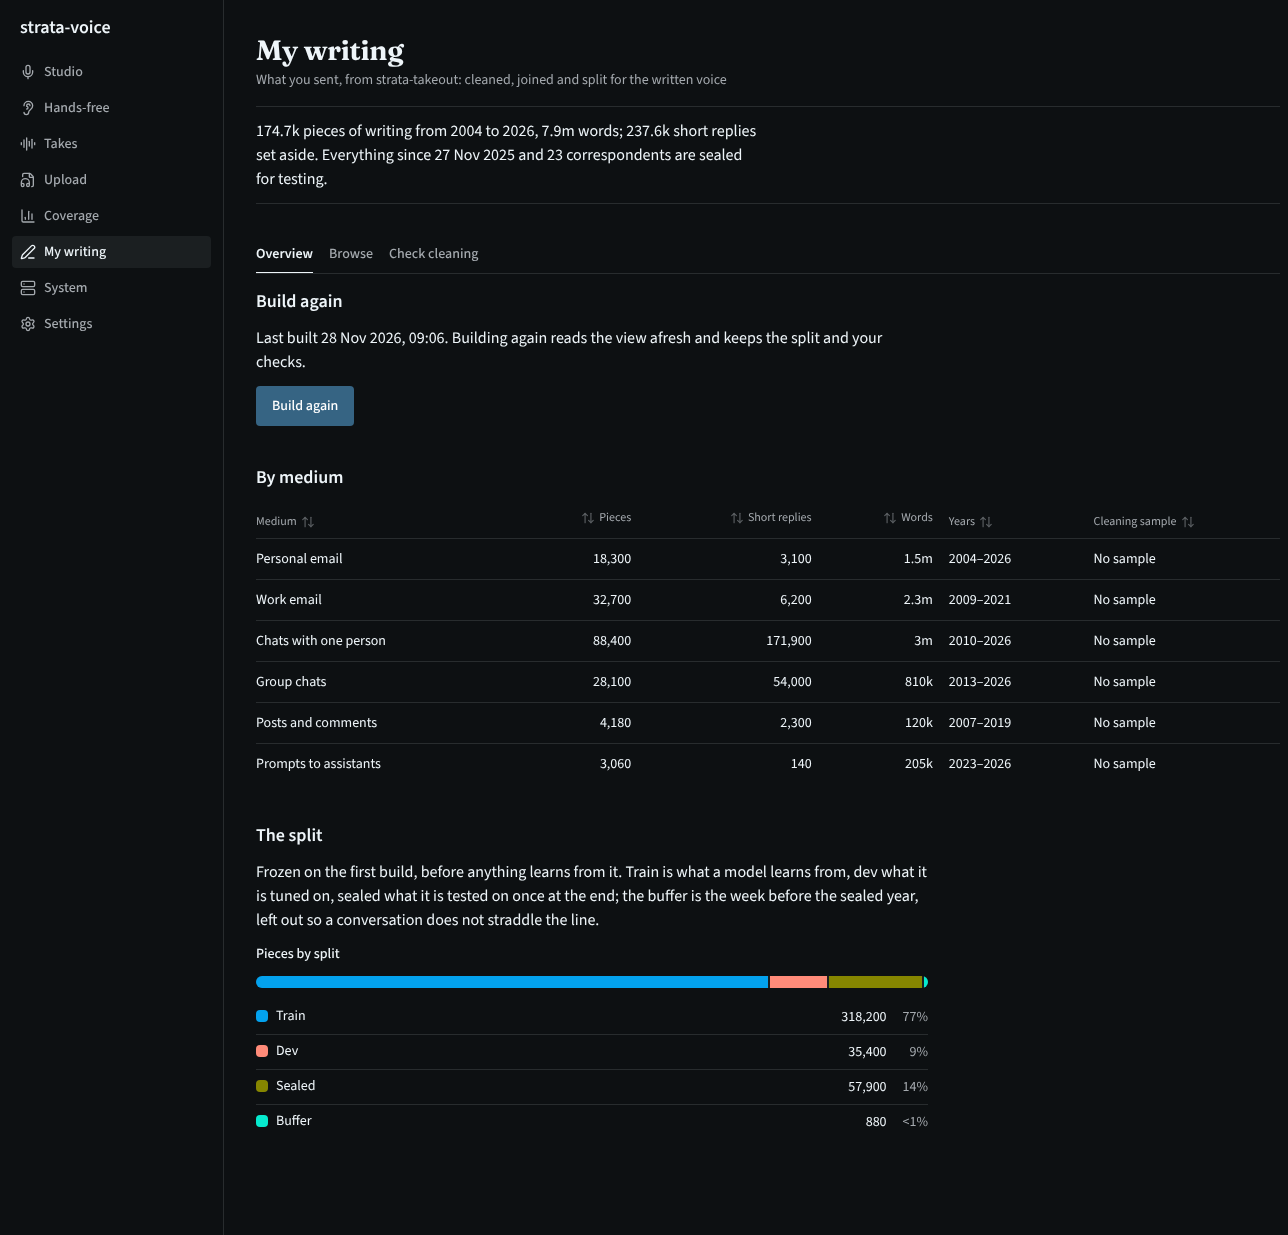 strata-voice
Studio
Hands-free
Takes
Upload
Coverage
My writing
System
Settings
My writing
What you sent, from strata-takeout: cleaned, joined and split for the written voice
174.7k pieces of writing from 2004 to 2026, 7.9m words; 237.6k short replies
set aside. Everything since 27 Nov 2025 and 23 correspondents are sealed
for testing.
Overview Browse Check cleaning
Build again
Last built 28 Nov 2026, 09:06. Building again reads the view afresh and keeps the split and your
checks.
Build again
By medium
Medium Pieces Short replies Words Years Cleaning sample
Personal email 18,300 3,100 1.5m 2004–2026 No sample
Work email 32,700 6,200 2.3m 2009–2021 No sample
Chats with one person 88,400 171,900 3m 2010–2026 No sample
Group chats 28,100 54,000 810k 2013–2026 No sample
Posts and comments 4,180 2,300 120k 2007–2019 No sample
Prompts to assistants 3,060 140 205k 2023–2026 No sample
The split
Frozen on the first build, before anything learns from it. Train is what a model learns from, dev what it
is tuned on, sealed what it is tested on once at the end; the buffer is the week before the sealed year,
left out so a conversation does not straddle the line.
Pieces by split
Train 318,200 77%
Dev 35,400 9%
Sealed 57,900 14%
Buffer 880 <1%